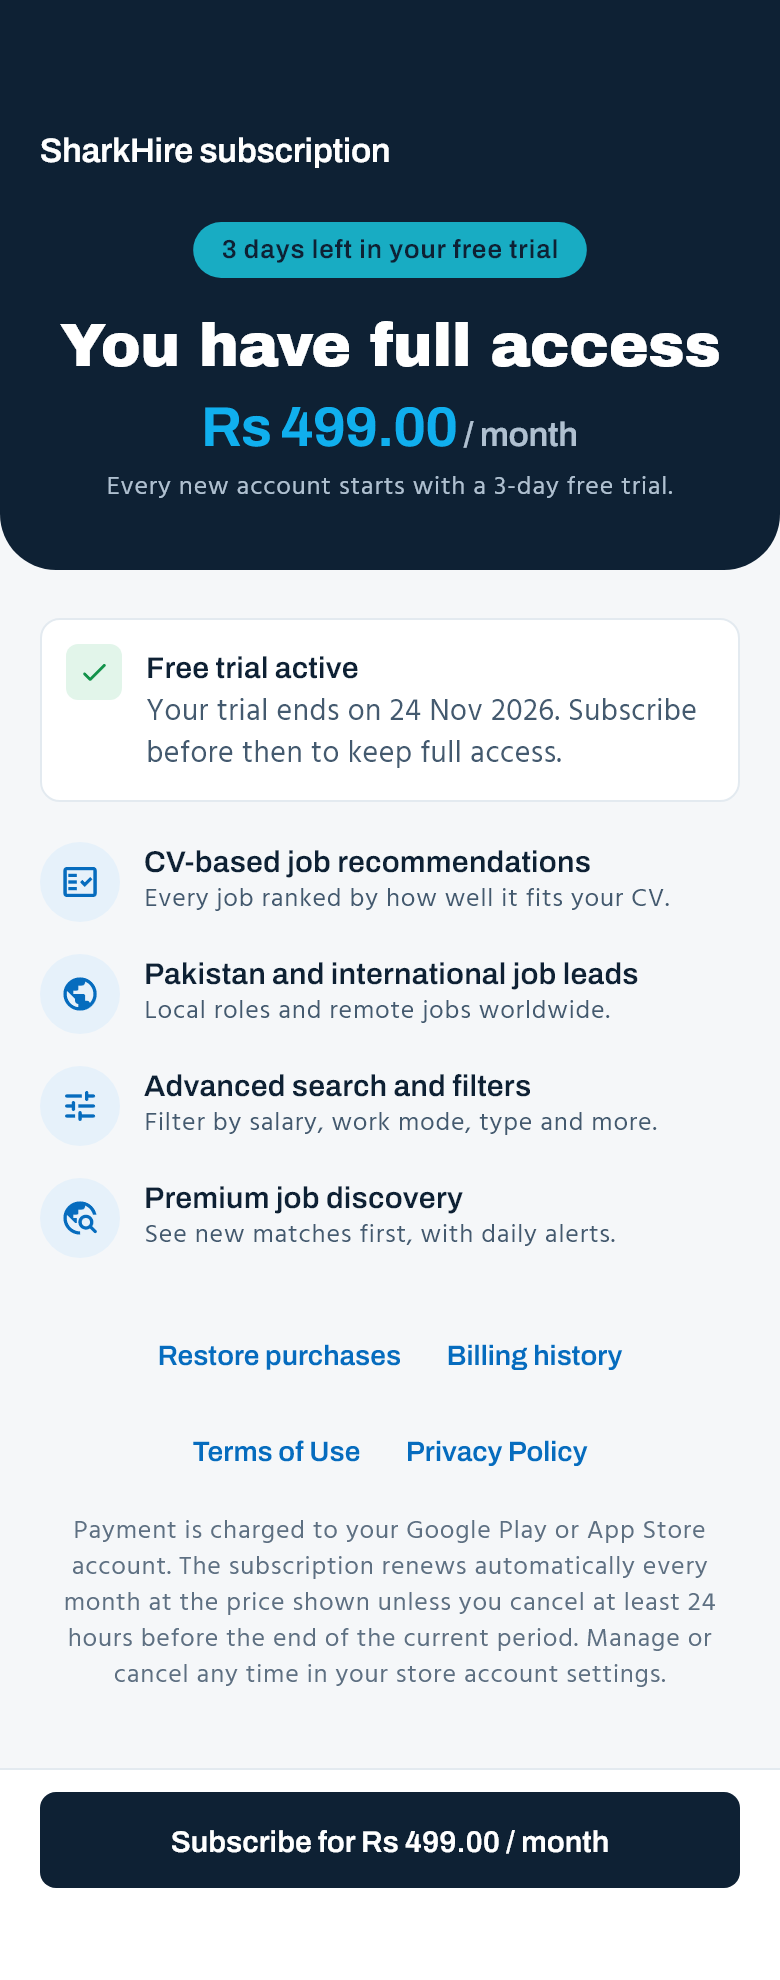 SharkHire subscription
3 days left in your free trial
You have full access
Rs 499.00 / month
Every new account starts with a 3-day free trial.
Free trial active
Your trial ends on 24 Nov 2026. Subscribe
before then to keep full access.
CV-based job recommendations
Every job ranked by how well it fits your CV.
Pakistan and international job leads
Local roles and remote jobs worldwide.
Advanced search and filters
Filter by salary, work mode, type and more.
Premium job discovery
See new matches first, with daily alerts.
Restore purchases Billing history
Terms of Use Privacy Policy
Payment is charged to your Google Play or App Store
account. The subscription renews automatically every
month at the price shown unless you cancel at least 24
hours before the end of the current period. Manage or
cancel any time in your store account settings.
Subscribe for Rs 499.00 / month